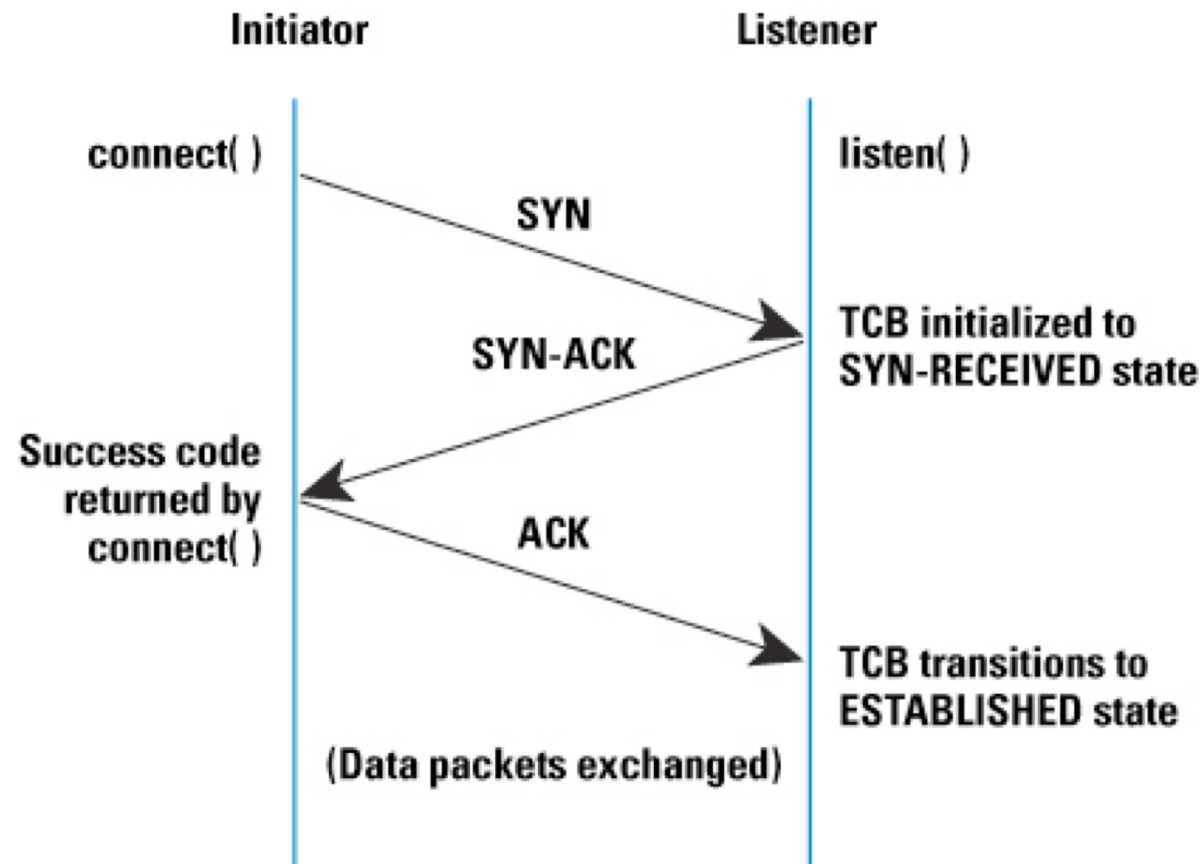 Initiator
Listener
connect( )
listen( )
SYN
TCB initialized to
SYN-RECEIVED state
SYN-ACK
Success code
returned by
connect( )
ACK
TCB transitions to
ESTABLISHED state
(Data packets exchanged)